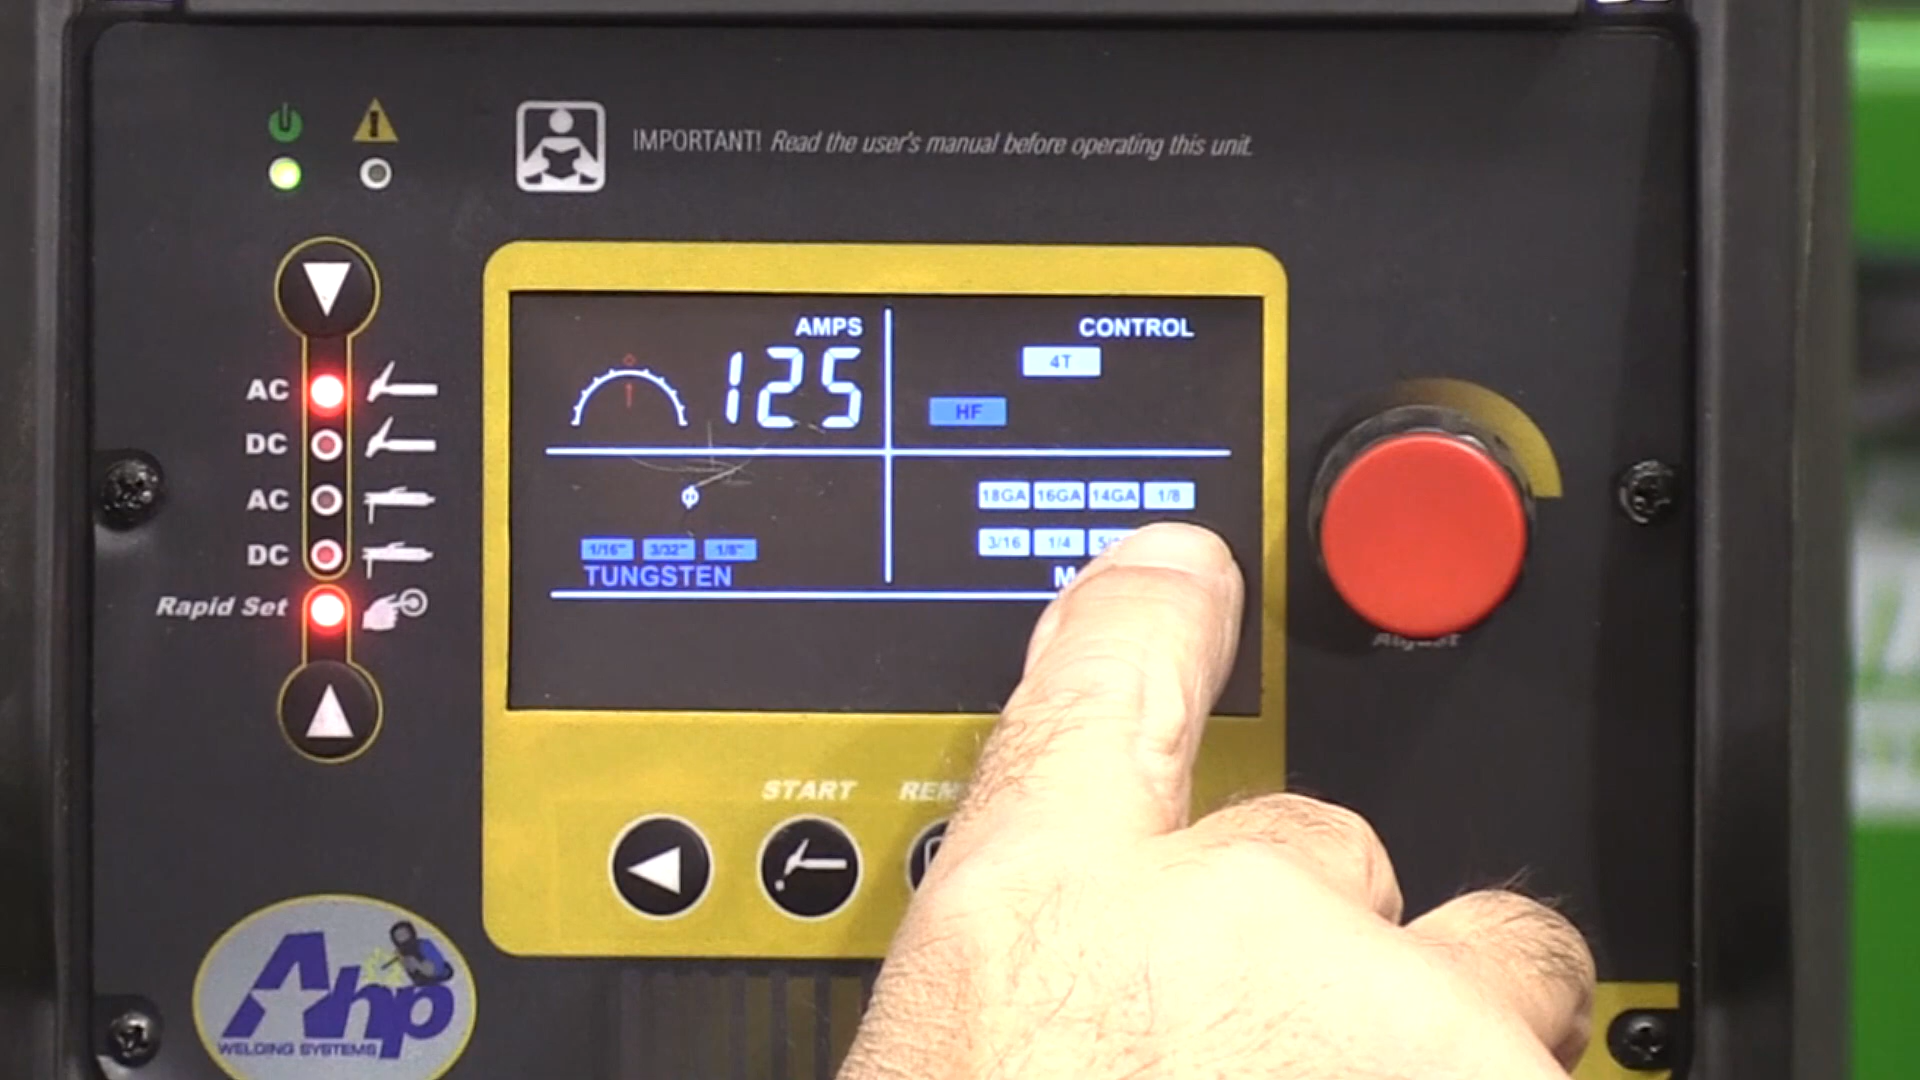 IMPORTANT! Read the user's manual before operating this unit.
AC
DC
AC
DC
Rapid Set
AMPS
125
CONTROL
4T
HF
18GA 16GA 14GA 1/8
3/16 1/4
1/16" 3/32" 1/8"
TUNGSTEN
Adjust
START
Ahp
WELDING SYSTEMS